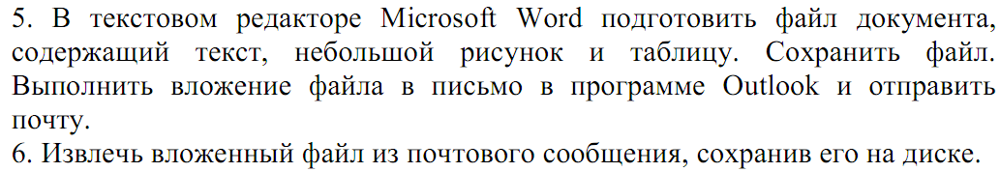 5. В текстовом редакторе Microsoft Word подготовить файл документа,
содержащий текст, небольшой рисунок и таблицу. Сохранить файл.
Выполнить вложение файла в письмо в программе Outlook и отправить
почту.
6. Извлечь вложенный файл из почтового сообщения, сохранив его на диске.